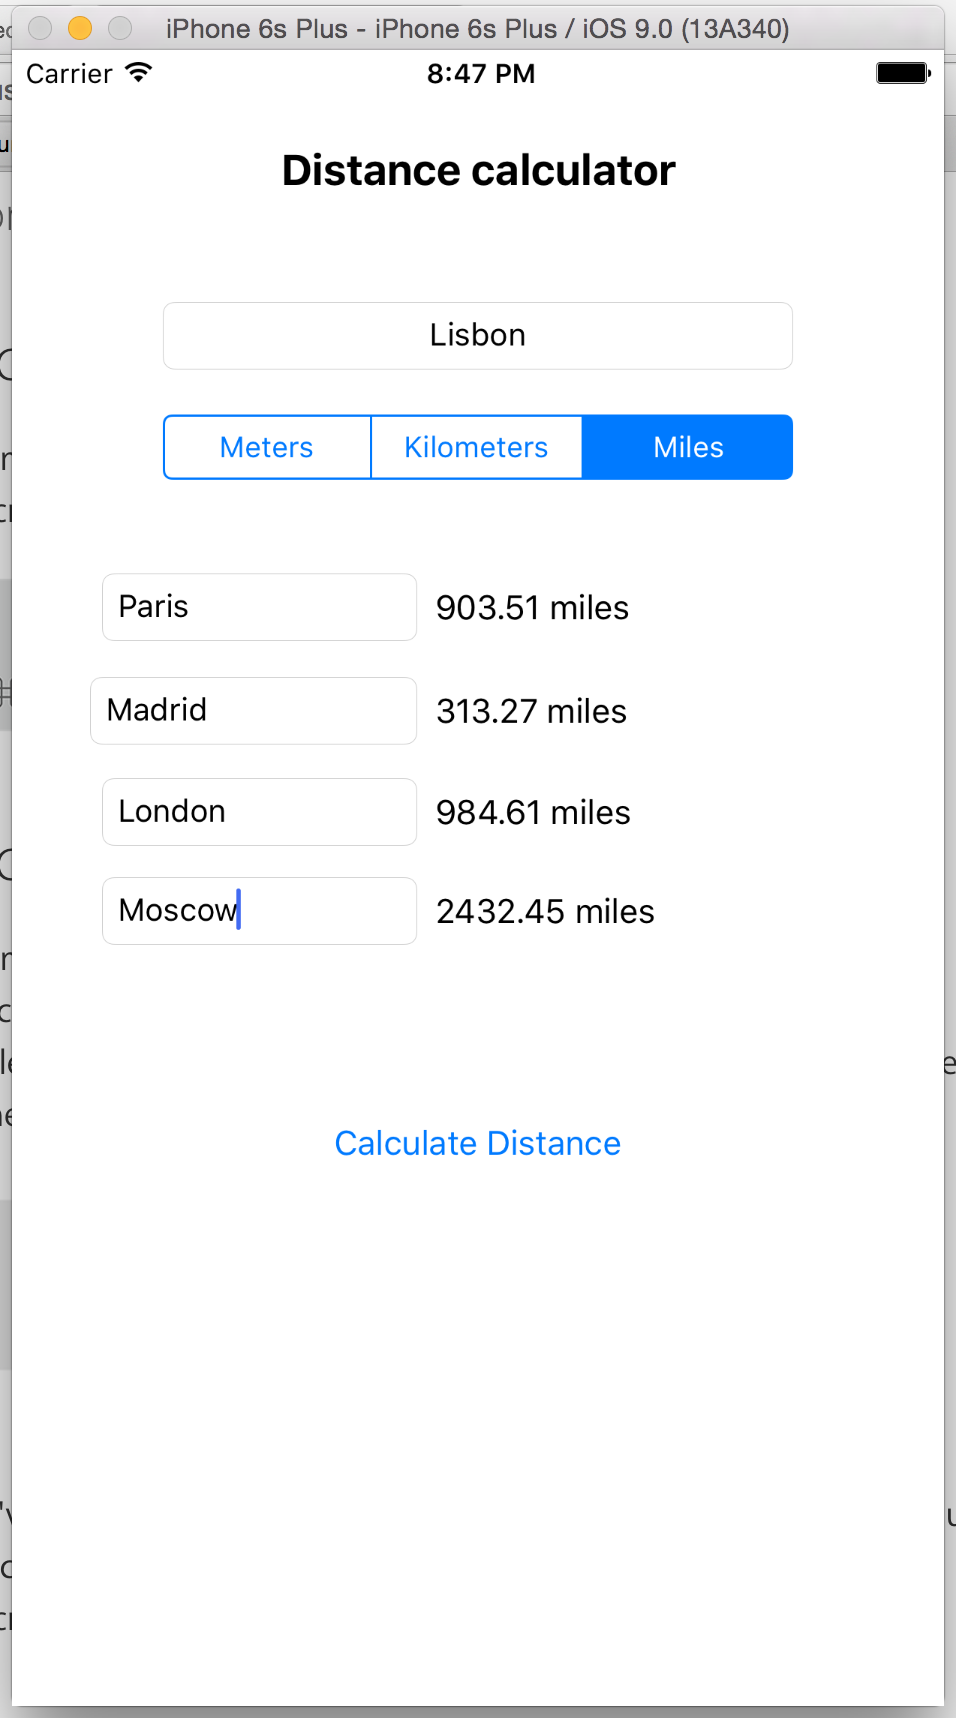 iPhone 6s Plus - iPhone 6s Plus / iOS 9.0 (13A340)
Carrier 8:47 PM
Distance calculator
Lisbon
Meters Kilometers Miles
Paris 903.51 miles
Madrid 313.27 miles
London 984.61 miles
Moscow 2432.45 miles
Calculate Distance